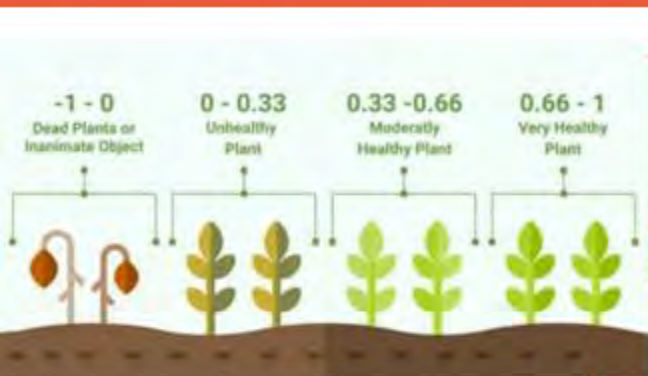 -1 - 0
Dead Planta or
Inanimate Object
0 - 0.33
Unhealthy
Plant
0.33 -0.66
Moderatly
Healthy Plant
0.66 - 1
Very Healthy
Plant